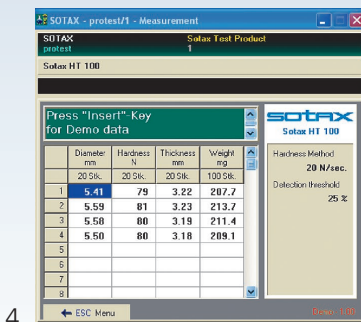 SOTAX - protest/1 - Measurement
SOTAX Sotax Test Product
protest 1
Sotax HT 100
Press "Insert"-Key
for Demo data
sotax
Sotax HT 100
Diameter Hardness Thickness Weight
mm N mm mg
20 Stk. 20 Stk. 20 Stk. 100 Stk.
1 5.41 79 3.22 207.7
2 5.59 81 3.23 213.7
3 5.58 80 3.19 211.4
4 5.50 80 3.18 209.1
5
6
7
8
Hardness Method
20 N/sec.
Detection threshold
25 %
ESC Menu
4